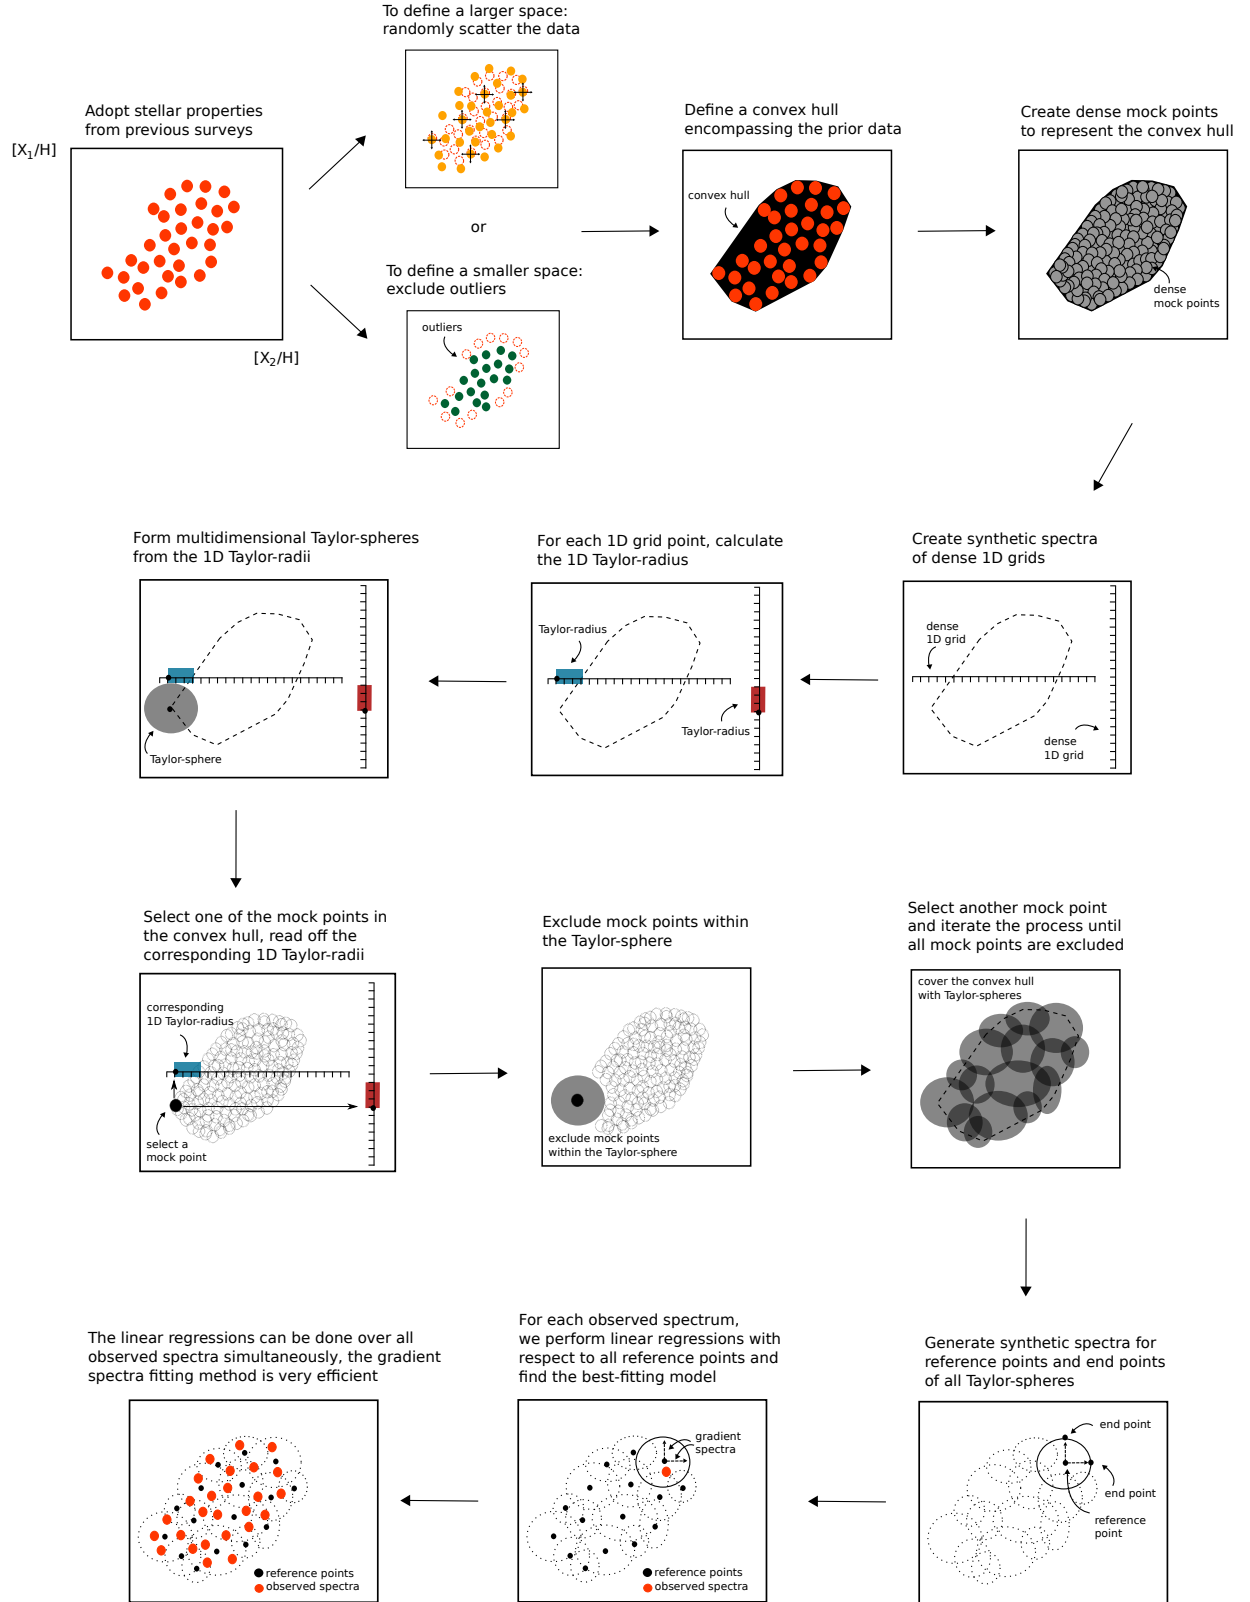 To define a larger space:
randomly scatter the data
Adopt stellar properties
from previous surveys
[X₁/H]
[X₂/H]
or
To define a smaller space:
exclude outliers
outliers
Define a convex hull
encompassing the prior data
convex hull
Create dense mock points
to represent the convex hull
dense
mock points
Form multidimensional Taylor-spheres
from the 1D Taylor-radii
Taylor-sphere
For each 1D grid point, calculate
the 1D Taylor-radius
Taylor-radius
Taylor-radius
Create synthetic spectra
of dense 1D grids
dense
1D grid
dense
1D grid
Select one of the mock points in
the convex hull, read off the
corresponding 1D Taylor-radii
corresponding
1D Taylor-radius
select a
mock point
Exclude mock points within
the Taylor-sphere
exclude mock points
within the Taylor-sphere
Select another mock point
and iterate the process until
all mock points are excluded
cover the convex hull
with Taylor-spheres
The linear regressions can be done over all
observed spectra simultaneously, the gradient
spectra fitting method is very efficient
reference points
observed spectra
For each observed spectrum,
we perform linear regressions with
respect to all reference points and
find the best-fitting model
gradient
spectra
reference points
observed spectra
Generate synthetic spectra for
reference points and end points
of all Taylor-spheres
end point
end point
reference
point